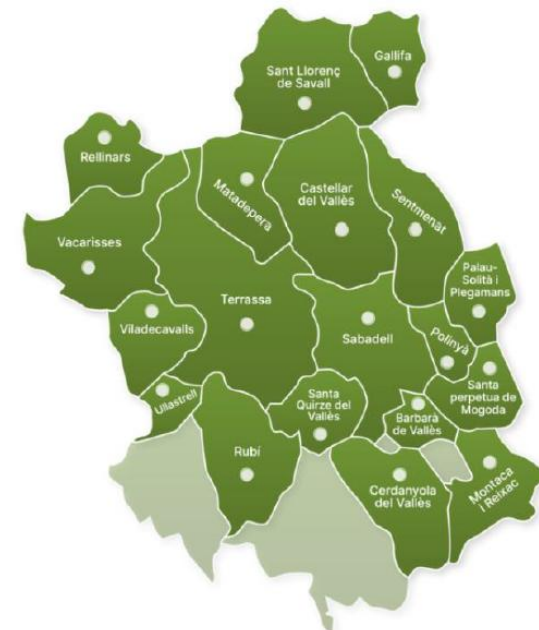 Gallifa
Sant Llorenç
de Savall
Rellinars
Matadepera
Castellar
del Vallès
Sentmenat
Vacarisses
Palau-
Solità i
Plegamans
Terrassa
Viladecavalls
Sabadell
Polinyà
Santa
perpetua de
Mogoda
Ullastrell
Santa
Quirze del
Vallès
Barbarà
de Vallès
Rubí
Cerdanyola
del Vallès
Montaca
i Reixac